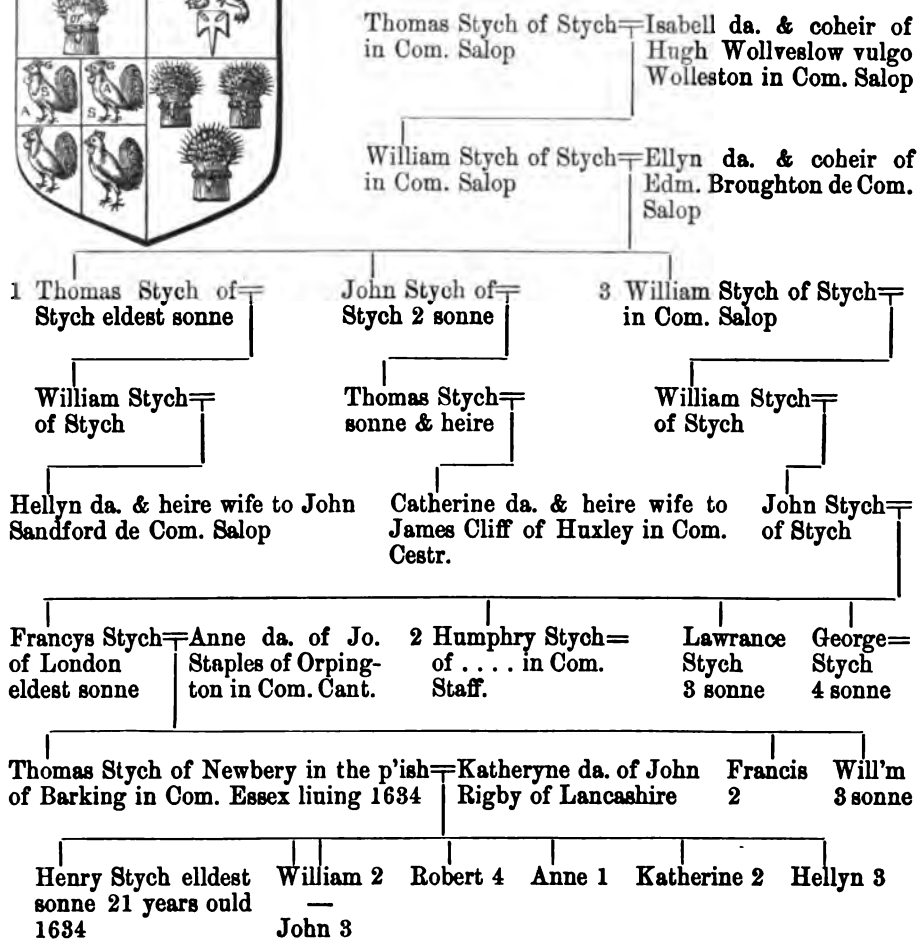 or
A S A
A S
Thomas Stych of Stych
in Com. Salop
Isabell da. & coheir of
Hugh Wollveslow vulgo
Wolleston in Com. Salop
William Stych of Stych
in Com. Salop
Ellyn da. & coheir of
Edm. Broughton de Com.
Salop
1 Thomas Stych of
Stych eldest sonne
John Stych of
Stych 2 sonne
3 William Stych of Stych
in Com. Salop
William Stych
of Stych
Thomas Stych
sonne & heire
William Stych
of Stych
Hellyn da. & heire wife to John
Sandford de Com. Salop
Catherine da. & heire wife to
James Cliff of Huxley in Com.
Cestr.
John Stych
of Stych
Francys Stych
of London
eldest sonne
Anne da. of Jo.
Staples of Orping-
ton in Com. Cant.
2 Humphry Stych
of .... in Com.
Staff.
Lawrance
Stych
3 sonne
George
Stych
4 sonne
Thomas Stych of Newbery in the p'ish
of Barking in Com. Essex liuing 1634
Katheryne da. of John
Rigby of Lancashire
Francis
2
Will'm
3 sonne
Henry Stych elldest
sonne 21 years ould
1634
William 2
—
John 3
Robert 4
Anne 1
Katherine 2
Hellyn 3